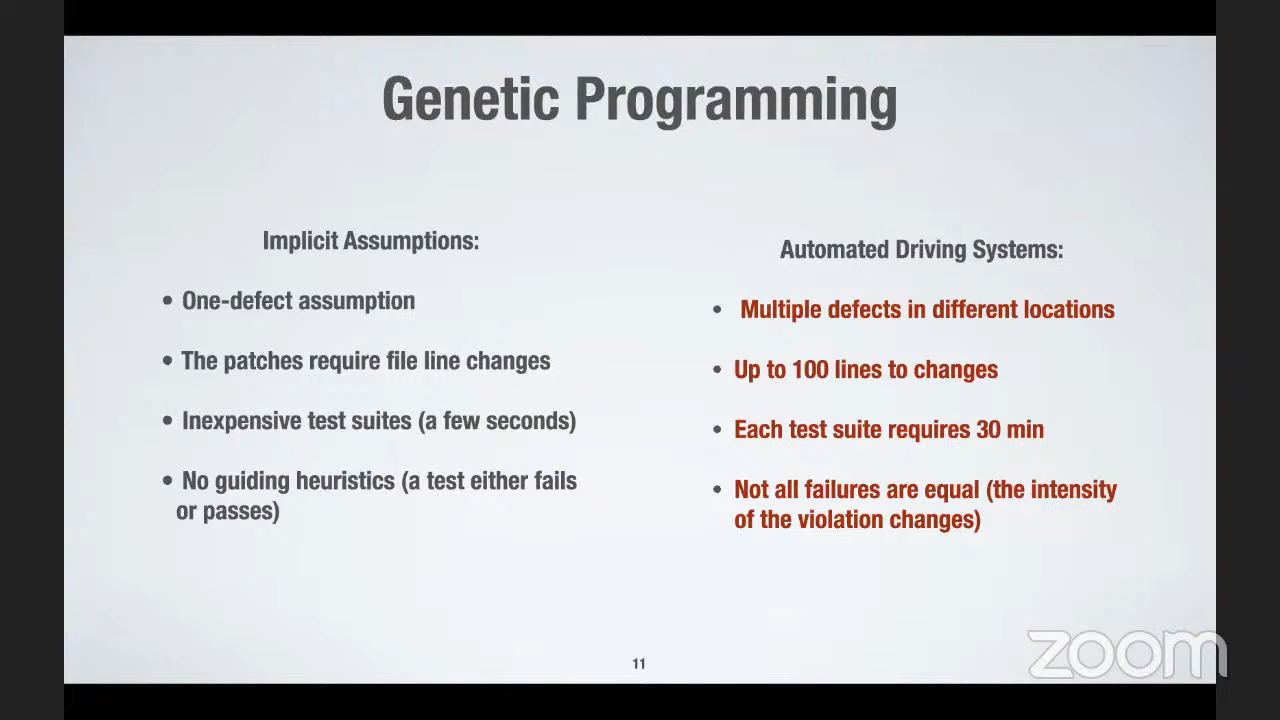 Genetic Programming
Implicit Assumptions:
• One-defect assumption
• The patches require file line changes
• Inexpensive test suites (a few seconds)
• No guiding heuristics (a test either fails
or passes)
Automated Driving Systems:
• Multiple defects in different locations
• Up to 100 lines to changes
• Each test suite requires 30 min
• Not all failures are equal (the intensity
of the violation changes)
11
zoom